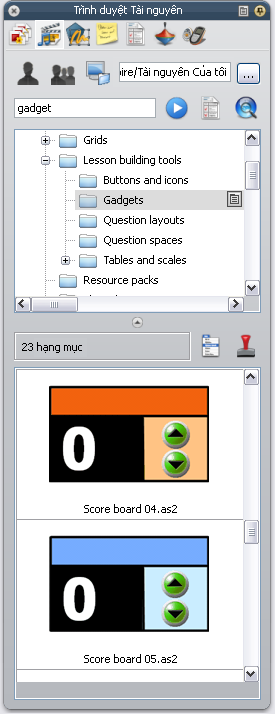 Trình duyệt Tài nguyên
oire/Tài nguyên Của tôi
...
gadget
Grids
Lesson building tools
Buttons and icons
Gadgets
Question layouts
Question spaces
Tables and scales
Resource packs
23 hạng mục
0
Score board 04.as2
0
Score board 05.as2